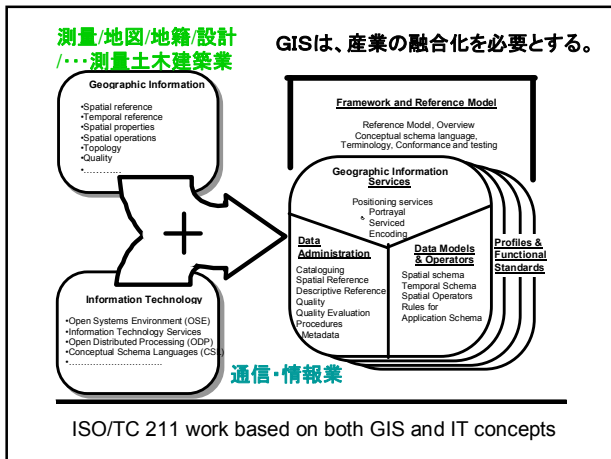 測量/地図/地籍/設計
/･･･測量土木建築業
GISは、産業の融合化を必要とする。
Geographic Information
•Spatial reference
•Temporal reference
•Spatial properties
•Spatial operations
•Topology
•Quality
•………..
+
Information Technology
•Open Systems Environment (OSE)
•Information Technology Services
•Open Distributed Processing (ODP)
•Conceptual Schema Languages (CSL)
•…………………………
通信・情報業
Framework and Reference Model
Reference Model, Overview
Conceptual schema language,
Terminology, Conformance and testing
Geographic Information
Services
Positioning services
Portrayal
Serviced
Encoding
Data
Administration
Cataloguing
Spatial Reference
Descriptive Reference
Quality
Quality Evaluation
Procedures
Metadata
Data Models
& Operators
Spatial schema
Temporal Schema
Spatial Operators
Rules for
Application Schema
Profiles &
Functional
Standards
ISO/TC 211 work based on both GIS and IT concepts